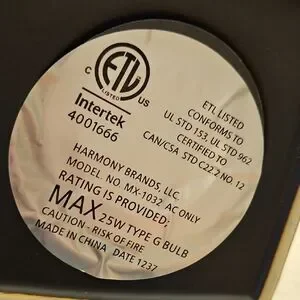 C ETL US
LISTED
Intertek
4001666
ETL LISTED
CONFORMS TO
UL STD 153, UL STD 962
CERTIFIED TO
CAN/CSA STD C22.2 NO.12
HARMONY BRANDS, LLC.
MODEL. NO. MX-1032 AC ONLY
RATING IS PROVIDED:
MAX 25W TYPE G BULB
CAUTION - RISK OF FIRE
MADE IN CHINA DATE 1237